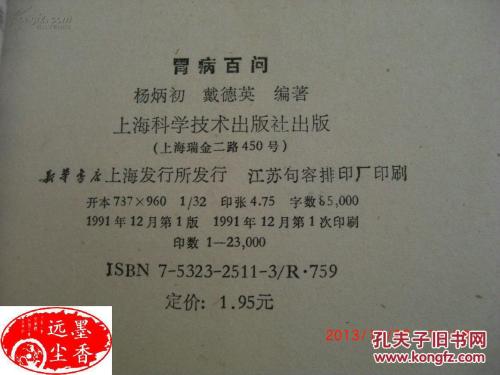 胃病百问
杨炳初 戴德英 编著
上海科学技术出版社出版
(上海瑞金二路450号)
新华书店上海发行所发行 江苏句容排印厂印刷
开本 737×960 1/32 印张 4.75 字数 85,000
1991年12月第1版 1991年12月第1次印刷
印数 1—23,000
ISBN 7-5323-2511-3/R·759
定价: 1.95元
远墨
尘香
2013/
孔夫子旧书网
www.kongfz.com